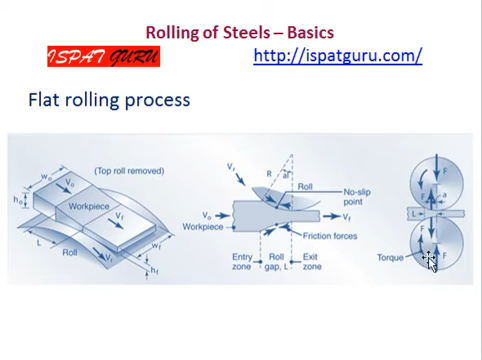 Rolling of Steels – Basics
ISPAT GURU
http://ispatguru.com/
Flat rolling process
(Top roll removed)
w₀
V₀
h₀
Workpiece
Vf
L
Roll
Vr
wf
hf
Vr
R
α
Roll
No-slip
point
V₀
Vf
Workpiece
Friction forces
Entry
zone
Roll
gap, L
Exit
zone
F
F
a
L
Torque
F
F